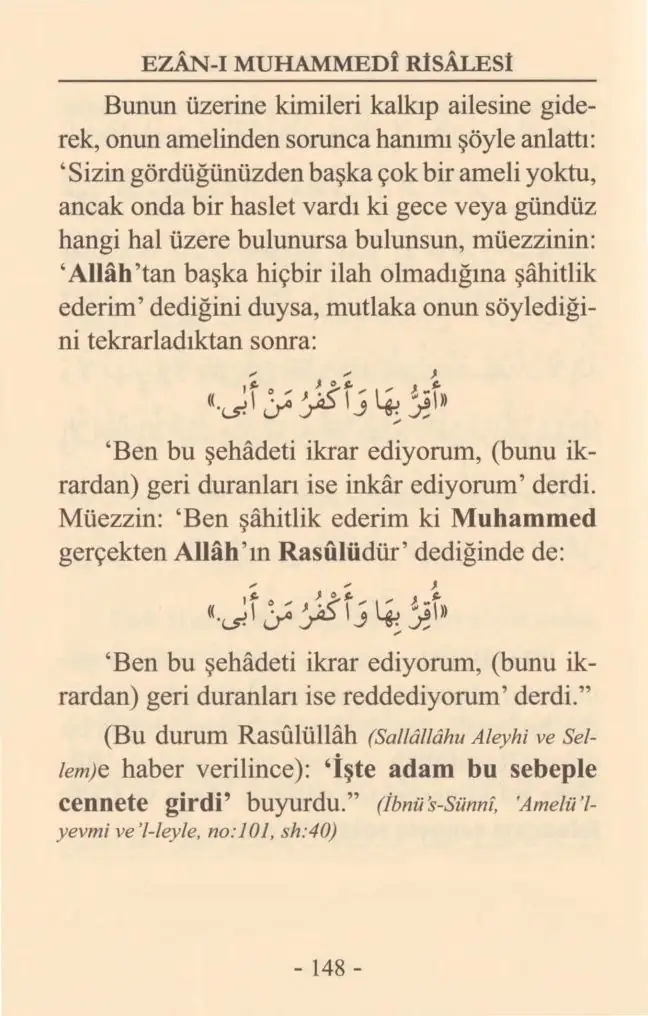 EZÂN-I MUHAMMEDÎ RİSÂLESİ
Bunun üzerine kimileri kalkıp ailesine gide-
rek, onun amelinden sorunca hanımı şöyle anlattı:
‘Sizin gördüğünüzden başka çok bir ameli yoktu,
ancak onda bir haslet vardı ki gece veya gündüz
hangi hal üzere bulunursa bulunsun, müezzinin:
‘Allâh’tan başka hiçbir ilah olmadığına şâhitlik
ederim’ dediğini duysa, mutlaka onun söylediği-
ni tekrarladıktan sonra:
«أُقِرُّ بِهَا وَأَكْفُرُ مَنْ أَبٰى.»
‘Ben bu şehâdeti ikrar ediyorum, (bunu ik-
rardan) geri duranları ise inkâr ediyorum’ derdi.
Müezzin: ‘Ben şâhitlik ederim ki Muhammed
gerçekten Allâh’ın Rasûlüdür’ dediğinde de:
«أُقِرُّ بِهَا وَأَكْفُرُ مَنْ أَبٰى.»
‘Ben bu şehâdeti ikrar ediyorum, (bunu ik-
rardan) geri duranları ise reddediyorum’ derdi.”
(Bu durum Rasûlüllâh (Sallâllâhu Aleyhi ve Sel-
lem)e haber verilince): ‘İşte adam bu sebeple
cennete girdi’ buyurdu.” (İbnü’s-Sünnî, ’Amelü’l-
yevmi ve’l-leyle, no:101, sh:40)
- 148 -